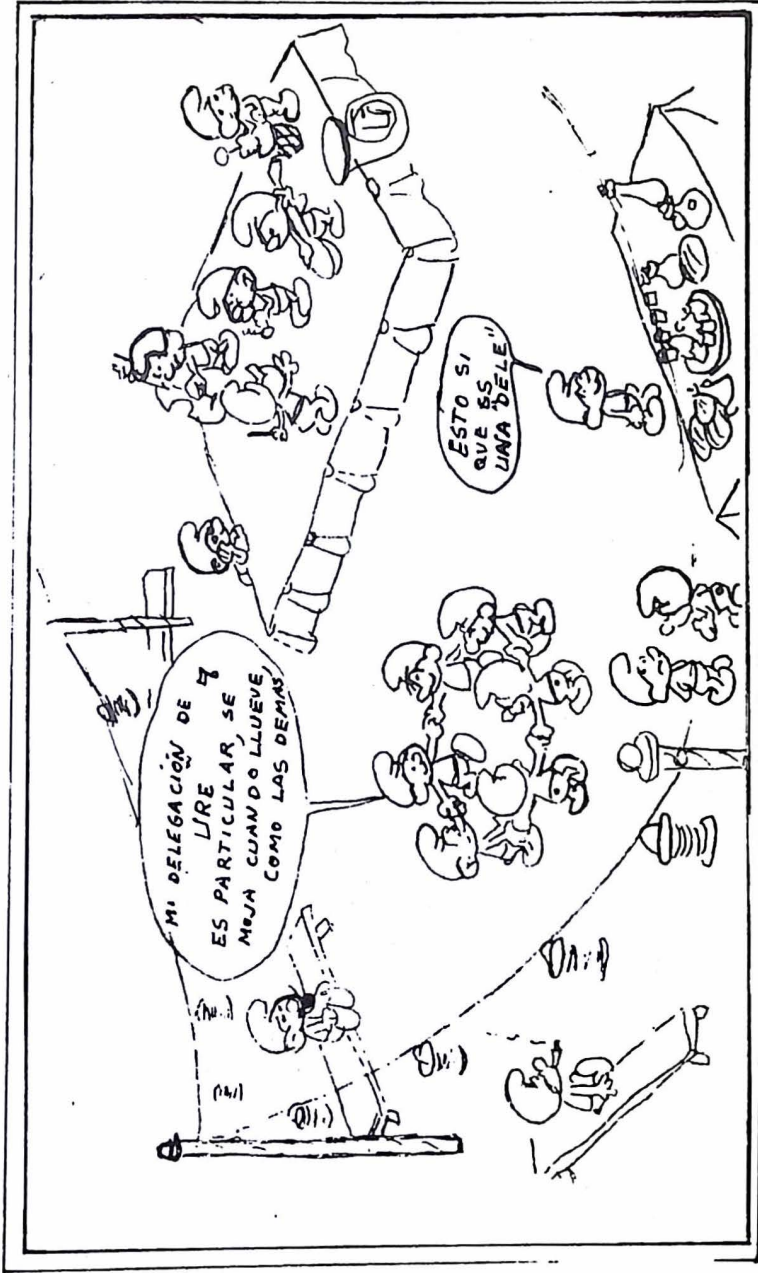 MI DELEGACIÓN DE
URE
ES PARTICULAR, SE
MOJA CUANDO LLUEVE,
COMO LAS DEMAS,
ESTO SI
QUE ES
UNA "DELE"